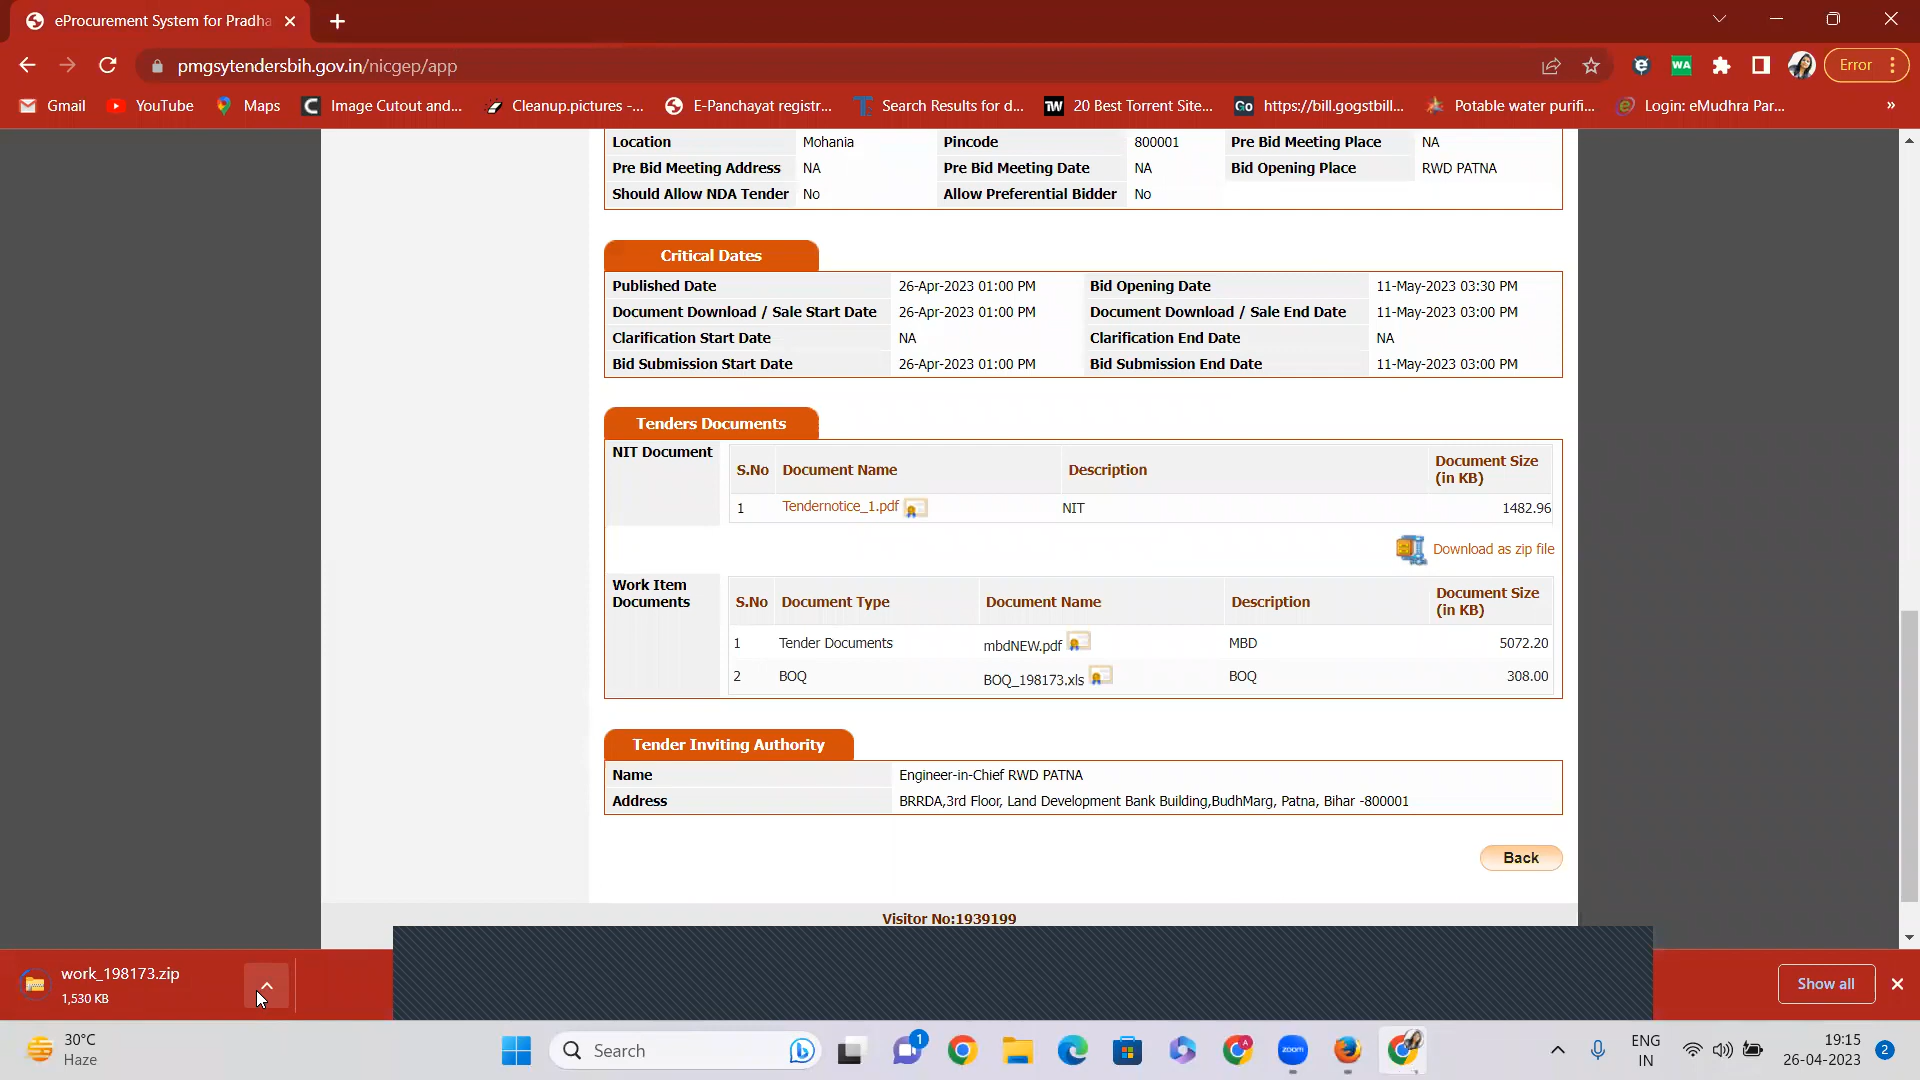 eProcurement System for Pradha
pmgsytendersbih.gov.in/nicgep/app
Error
Gmail YouTube Maps Image Cutout and... Cleanup.pictures -... E-Panchayat registr... Search Results for d... TW 20 Best Torrent Site... Go https://bill.gogstbill... Potable water purifi... Login: eMudhra Par... »
Location Mohania Pincode 800001 Pre Bid Meeting Place NA
Pre Bid Meeting Address NA Pre Bid Meeting Date NA Bid Opening Place RWD PATNA
Should Allow NDA Tender No Allow Preferential Bidder No
Critical Dates
Published Date 26-Apr-2023 01:00 PM Bid Opening Date 11-May-2023 03:30 PM
Document Download / Sale Start Date 26-Apr-2023 01:00 PM Document Download / Sale End Date 11-May-2023 03:00 PM
Clarification Start Date NA Clarification End Date NA
Bid Submission Start Date 26-Apr-2023 01:00 PM Bid Submission End Date 11-May-2023 03:00 PM
Tenders Documents
NIT Document
S.No Document Name Description Document Size (in KB)
1 Tendernotice_1.pdf NIT 1482.96
Download as zip file
Work Item Documents
S.No Document Type Document Name Description Document Size (in KB)
1 Tender Documents mbdNEW.pdf MBD 5072.20
2 BOQ BOQ_198173.xls BOQ 308.00
Tender Inviting Authority
Name Engineer-in-Chief RWD PATNA
Address BRRDA,3rd Floor, Land Development Bank Building,BudhMarg, Patna, Bihar -800001
Back
Visitor No:1939199
work_198173.zip
1,530 KB
Show all
30°C
Haze
Search
1
zoom
ENG
IN
19:15
26-04-2023
2